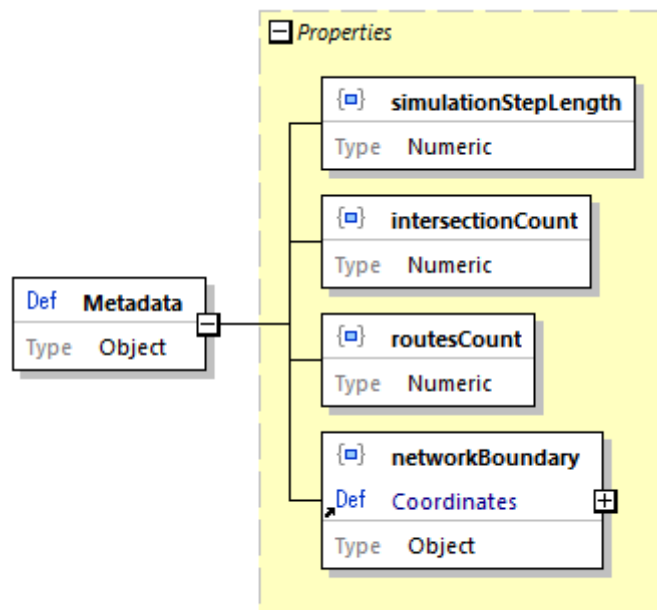 Properties
simulationStepLength
Type Numeric
intersectionCount
Type Numeric
Def Metadata
Type Object
routesCount
Type Numeric
networkBoundary
Def Coordinates
Type Object